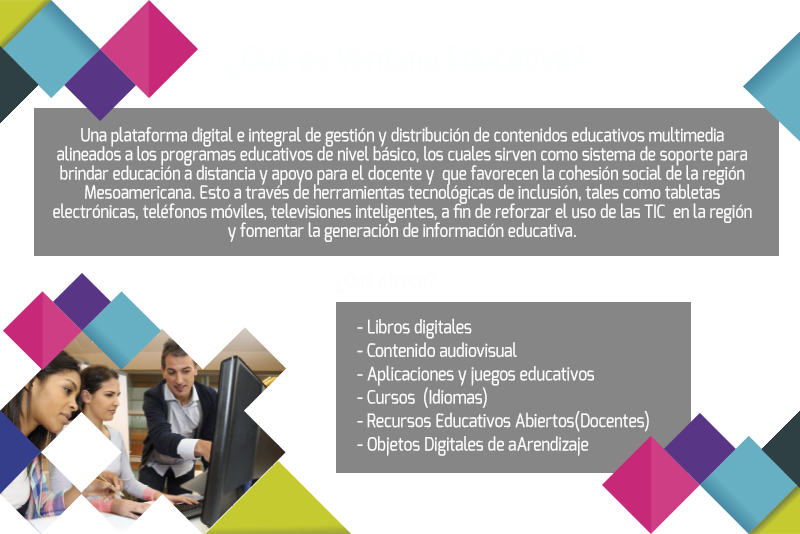 Una plataforma digital e integral de gestión y distribución de contenidos educativos multimedia
alineados a los programas educativos de nivel básico, los cuales sirven como sistema de soporte para
brindar educación a distancia y apoyo para el docente y  que favorecen la cohesión social de la región
Mesoamericana. Esto a través de herramientas tecnológicas de inclusión, tales como tabletas
electrónicas, teléfonos móviles, televisiones inteligentes, a fin de reforzar el uso de las TIC  en la región
y fomentar la generación de información educativa.
- Libros digitales
- Contenido audiovisual
- Aplicaciones y juegos educativos
- Cursos  (Idiomas)
- Recursos Educativos Abiertos(Docentes)
- Objetos Digitales de aArendizaje